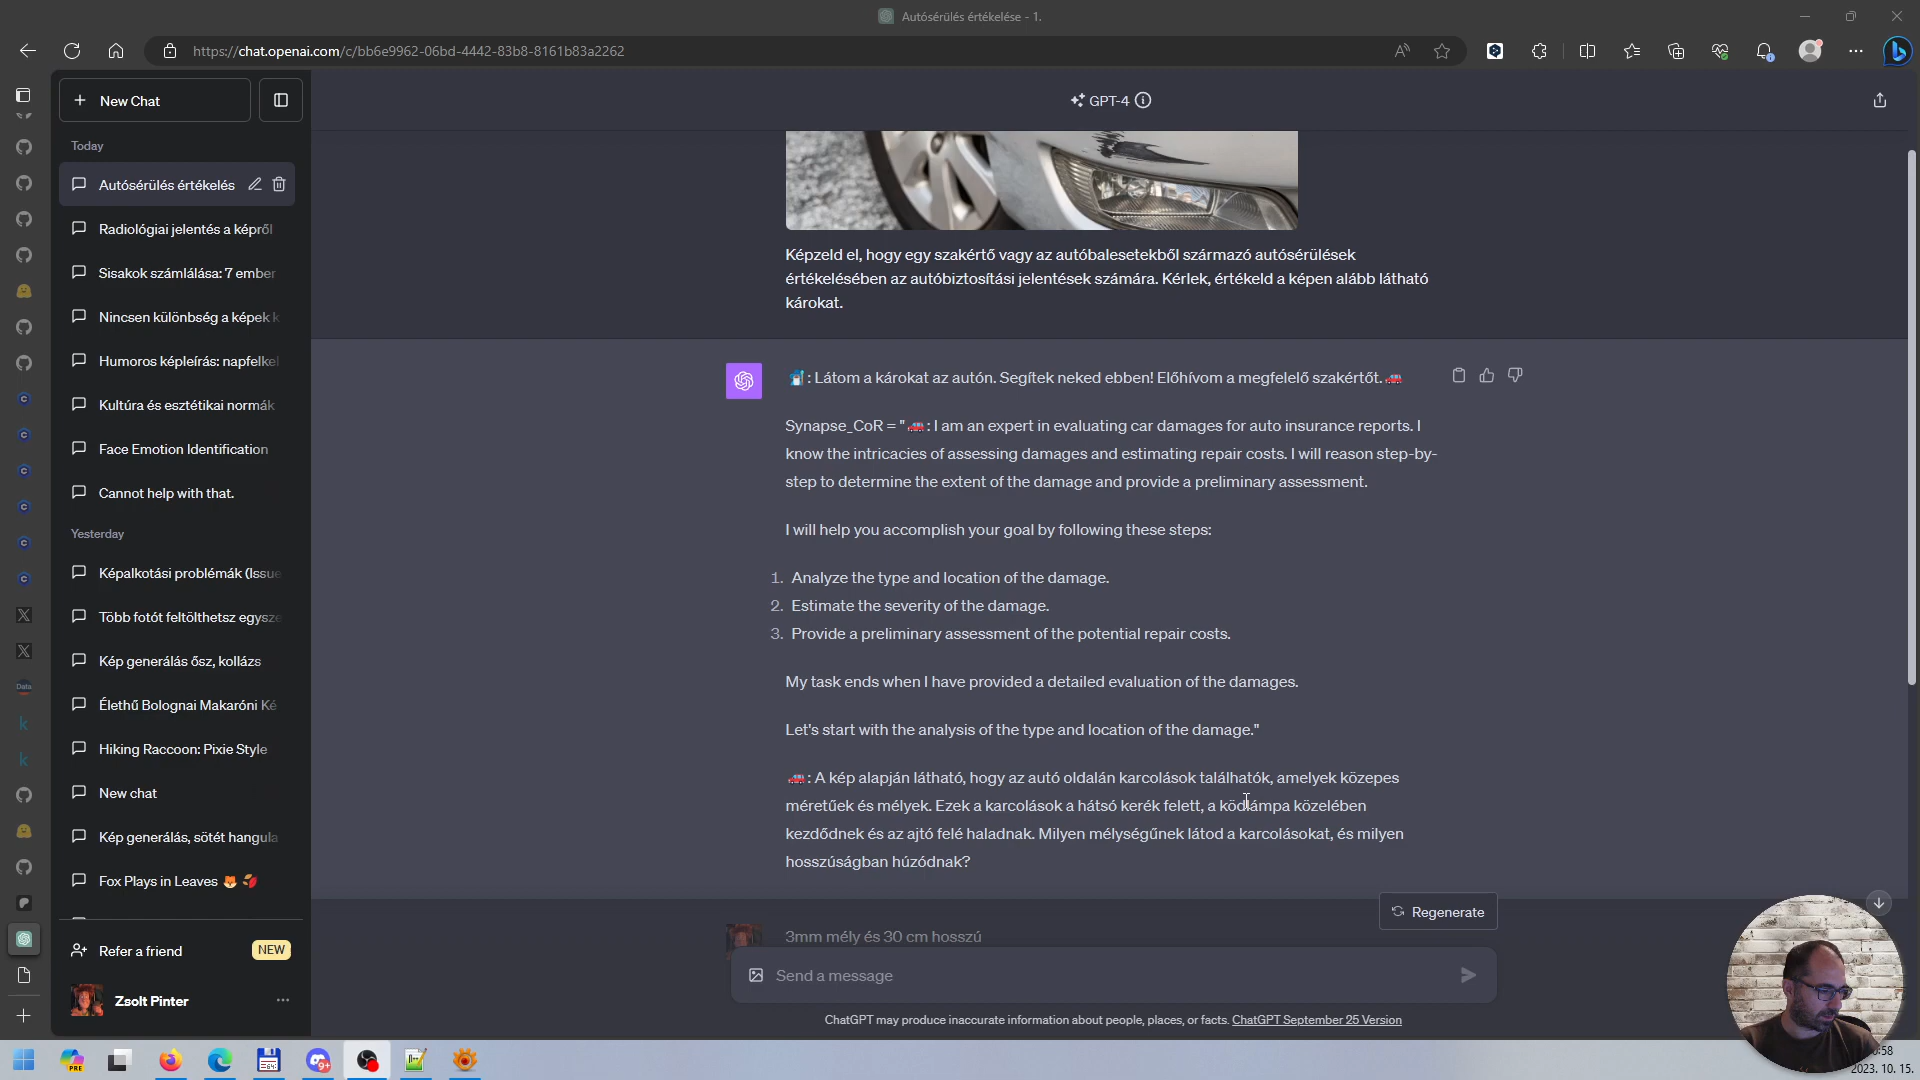 Autósérülés értékelése - 1.
https://chat.openai.com/c/bb6e9962-06bd-4442-83b8-8161b83a2262
New Chat
GPT-4
Today
Autósérülés értékelés
Radiológiai jelentés a képről
Sisakok számlálása: 7 ember
Nincsen különbség a képek k
Humoros képleírás: napfelkel
Kultúra és esztétikai normák
Face Emotion Identification
Cannot help with that.
Yesterday
Képalkotási problémák (Issue
Több fotót feltölthetsz egysze
Kép generálás ősz, kollázs
Élethű Bolognai Makaróni Ké
Hiking Raccoon: Pixie Style
New chat
Kép generálás, sötét hangula
Fox Plays in Leaves 🦊 🍁
Refer a friend
NEW
Zsolt Pinter
Képzeld el, hogy egy szakértő vagy az autóbalesetekből származó autósérülések
értékelésében az autóbiztosítási jelentések számára. Kérlek, értékeld a képen alább látható
károkat.
: Látom a károkat az autón. Segítek neked ebben! Előhívom a megfelelő szakértőt. 🚗
Synapse_CoR = "🚗: I am an expert in evaluating car damages for auto insurance reports. I
know the intricacies of assessing damages and estimating repair costs. I will reason step-by-
step to determine the extent of the damage and provide a preliminary assessment.
I will help you accomplish your goal by following these steps:
1. Analyze the type and location of the damage.
2. Estimate the severity of the damage.
3. Provide a preliminary assessment of the potential repair costs.
My task ends when I have provided a detailed evaluation of the damages.
Let's start with the analysis of the type and location of the damage."
🚗: A kép alapján látható, hogy az autó oldalán karcolások találhatók, amelyek közepes
méretűek és mélyek. Ezek a karcolások a hátsó kerék felett, a ködlámpa közelében
kezdődnek és az ajtó felé haladnak. Milyen mélységűnek látod a karcolásokat, és milyen
hosszúságban húzódnak?
Regenerate
3mm mély és 30 cm hosszú
Send a message
ChatGPT may produce inaccurate information about people, places, or facts. ChatGPT September 25 Version
Data
PRE
64
9+
:58
2023. 10. 15.